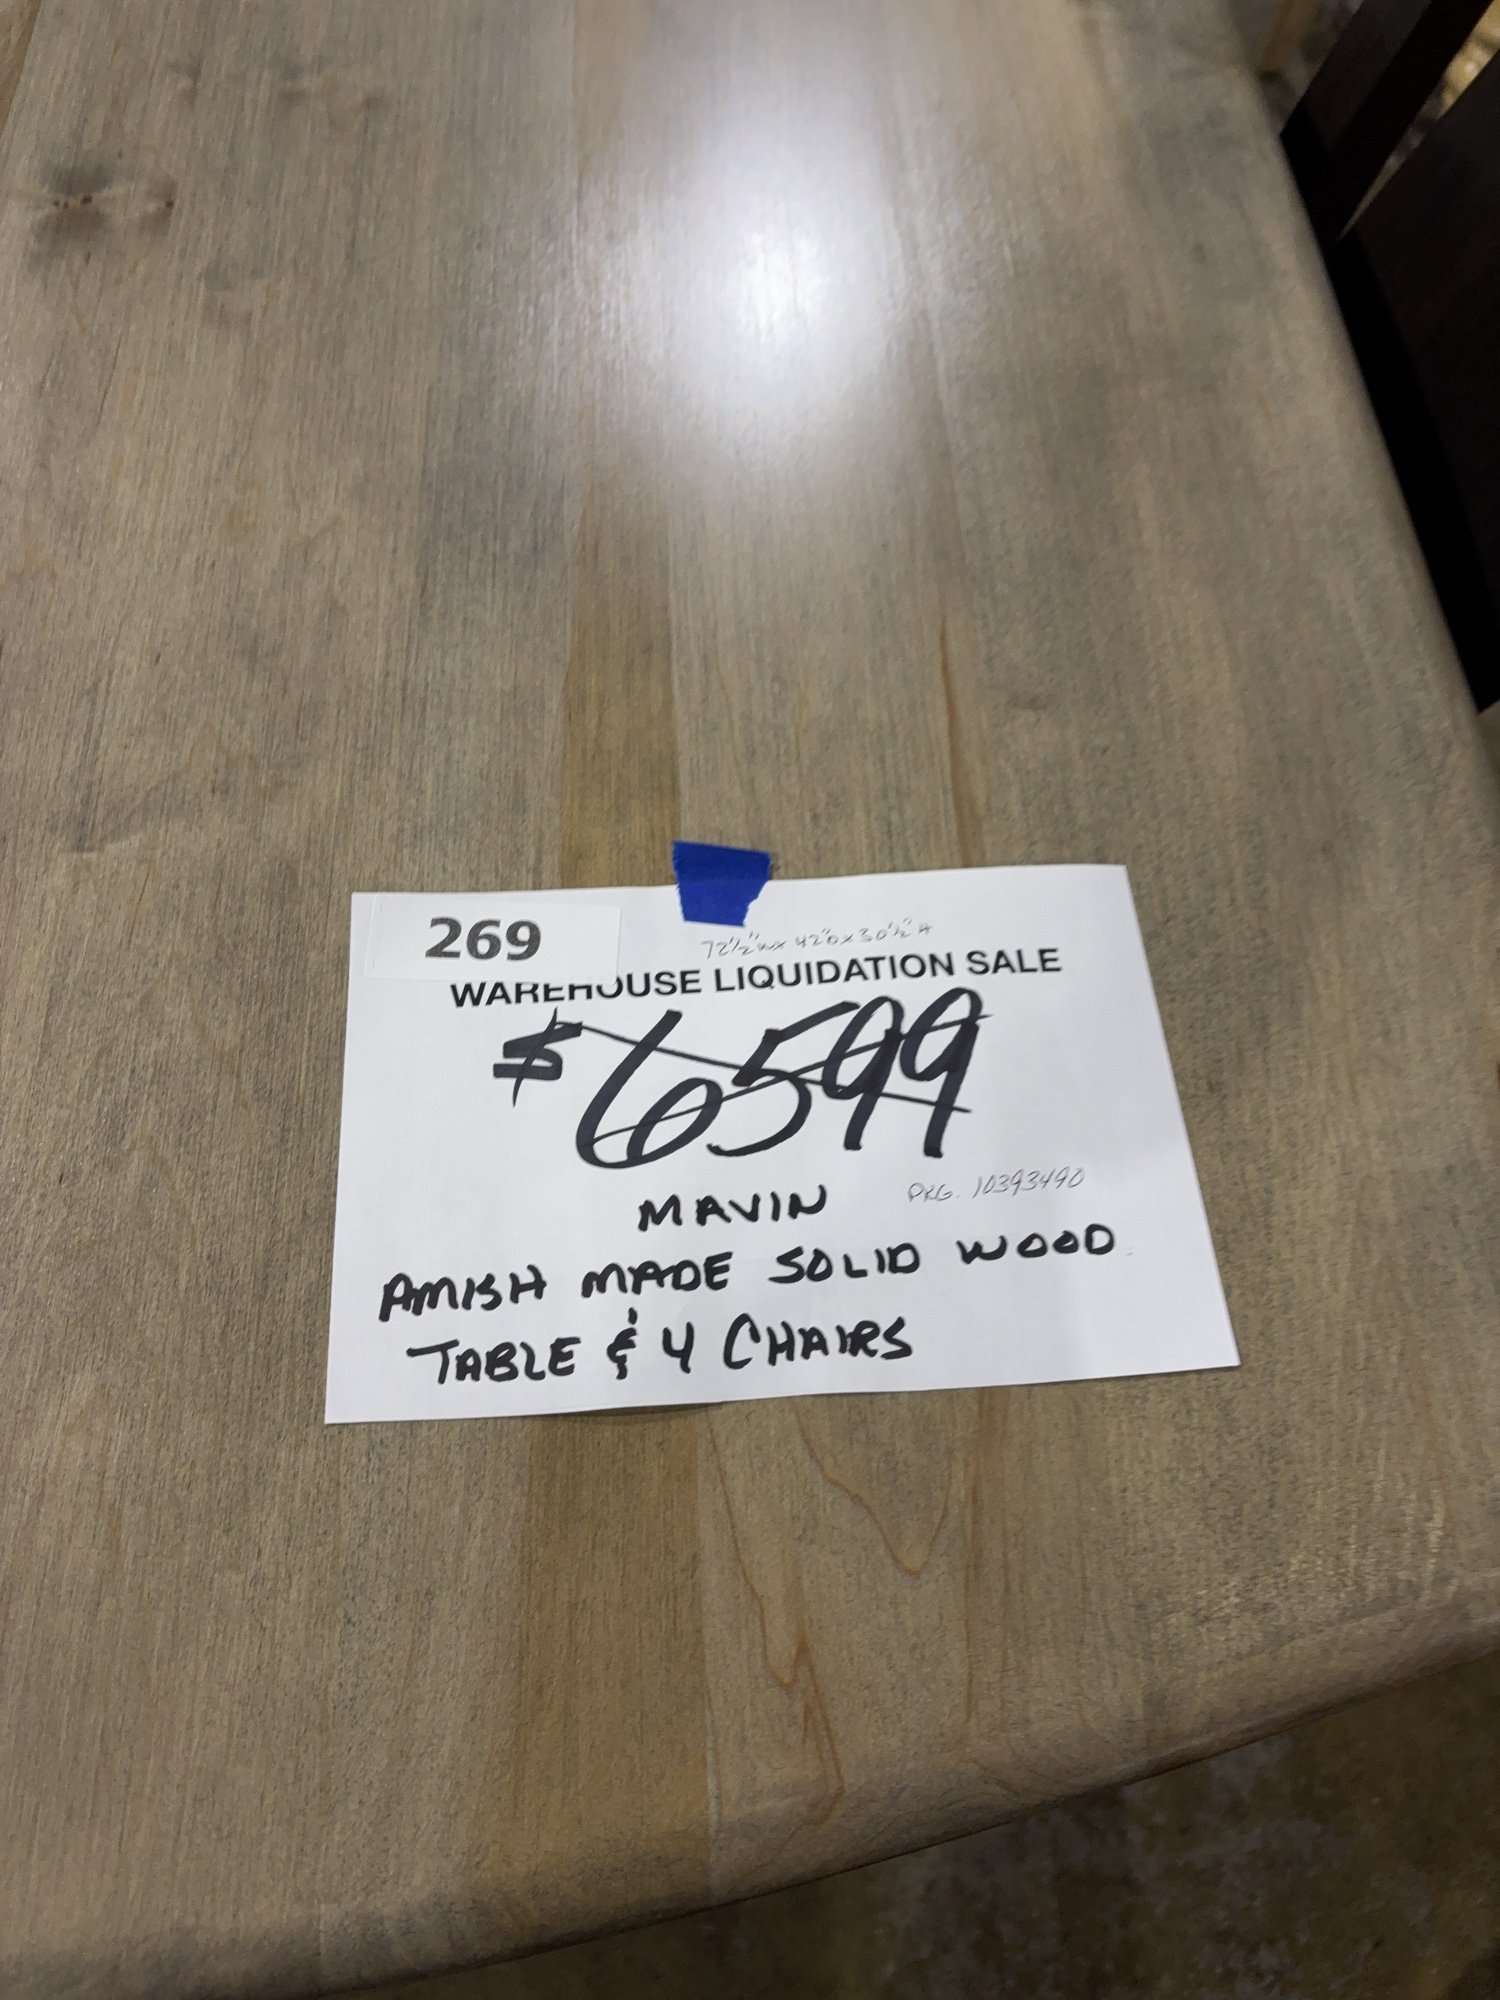 269
72½"W x 42"D x 30½" H
WAREHOUSE LIQUIDATION SALE
$6599
MAVIN
PKG. 10393490
AMISH MADE SOLID WOOD
TABLE & 4 CHAIRS